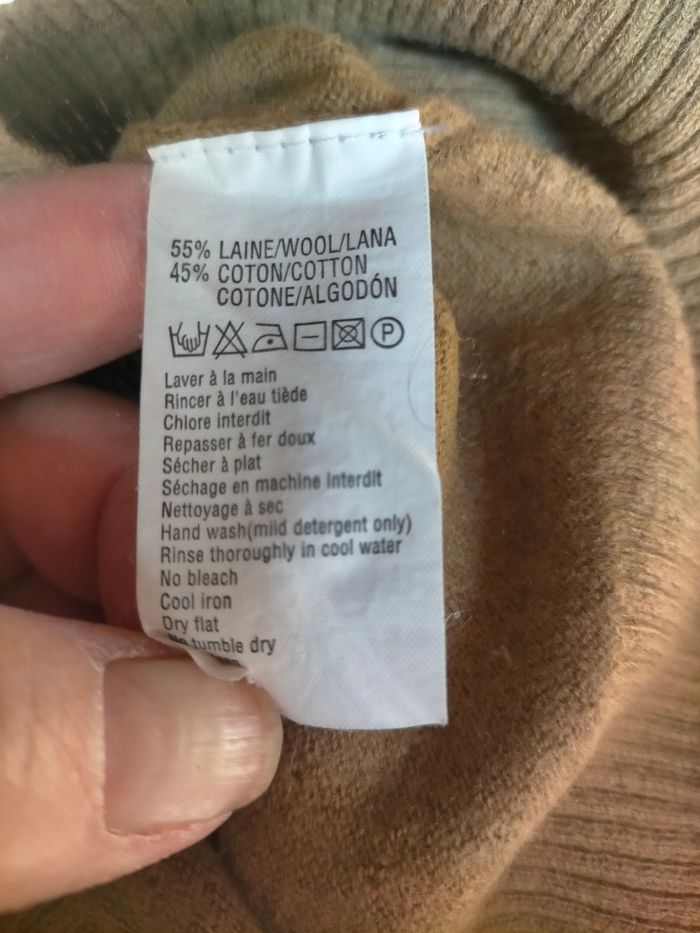 55% LAINE/WOOL/LANA
45% COTON/COTTON
COTONE/ALGODÓN
P
Laver à la main
Rincer à l'eau tiède
Chlore interdit
Repasser à fer doux
Sécher à plat
Séchage en machine interdit
Nettoyage à sec
Hand wash(mild detergent only)
Rinse thoroughly in cool water
No bleach
Cool iron
Dry flat
No tumble dry